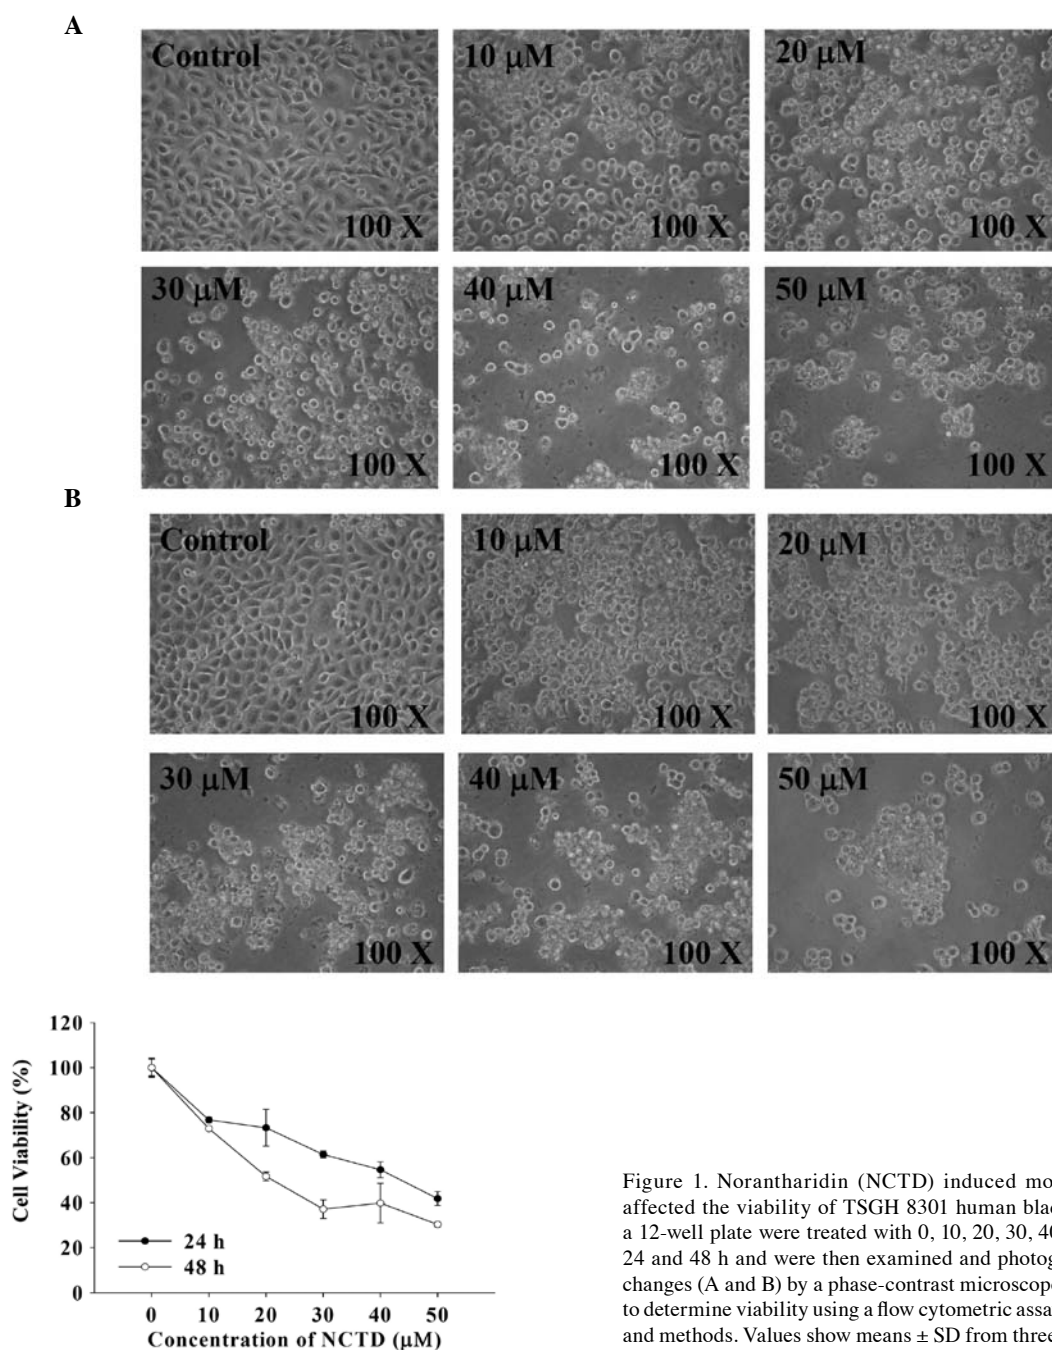 A
Control
100 X
10 μM
100 X
20 μM
100 X
30 μM
100 X
40 μM
100 X
50 μM
100 X
B
Control
100 X
10 μM
100 X
20 μM
100 X
30 μM
100 X
40 μM
100 X
50 μM
100 X
Cell Viability (%)
120
100
80
60
40
20
0
24 h
48 h
0 10 20 30 40 50
Concentration of NCTD (μM)
Figure 1. Norantharidin (NCTD) induced mo
affected the viability of TSGH 8301 human blad
a 12-well plate were treated with 0, 10, 20, 30, 40
24 and 48 h and were then examined and photog
changes (A and B) by a phase-contrast microscope
to determine viability using a flow cytometric assa
and methods. Values show means ± SD from three